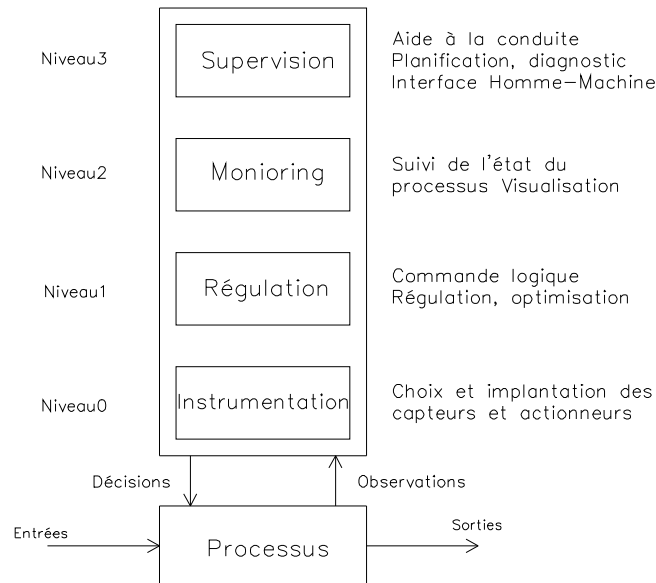 Niveau3
Supervision
Aide à la conduite
Planification, diagnostic
Interface Homme-Machine
Niveau2
Monioring
Suivi de l'état du
processus Visualisation
Niveau1
Régulation
Commande logique
Régulation, optimisation
Niveau0
Instrumentation
Choix et implantation des
capteurs et actionneurs
Décisions
Observations
Entrées
Processus
Sorties